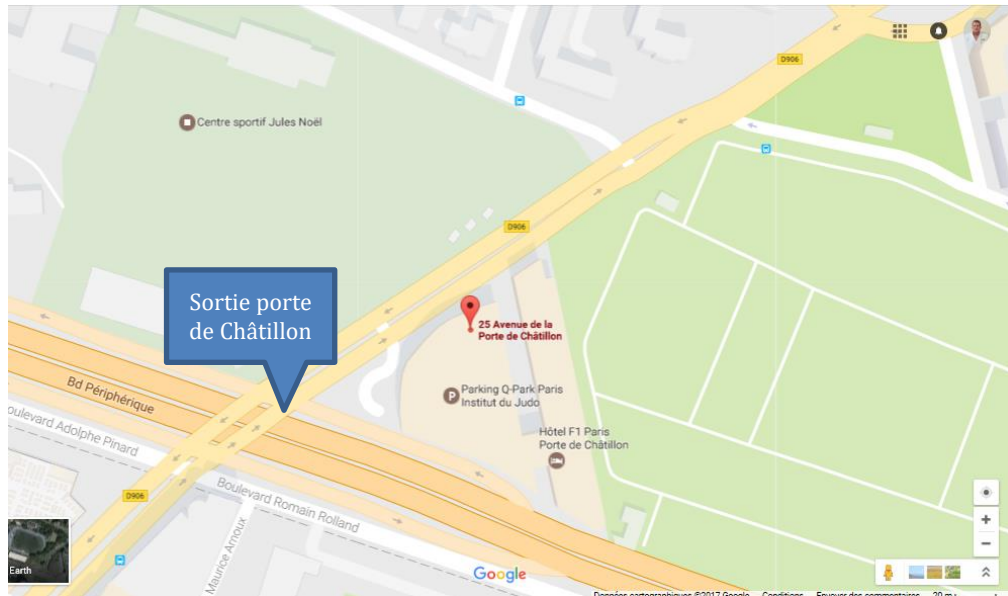 D906
Centre sportif Jules Noël
D906
Sortie porte
de Châtillon
25 Avenue de la
Porte de Châtillon
Bd Périphérique
Parking Q-Park Paris
Institut du Judo
oulevard Adolphe Pinard
Hôtel F1 Paris
Porte de Châtillon
D906
Boulevard Romain Rolland
Maurice Arnoux
Earth
Google
Données cartographiques ©2017 Google Conditions Envoyer des commentaires 20 m